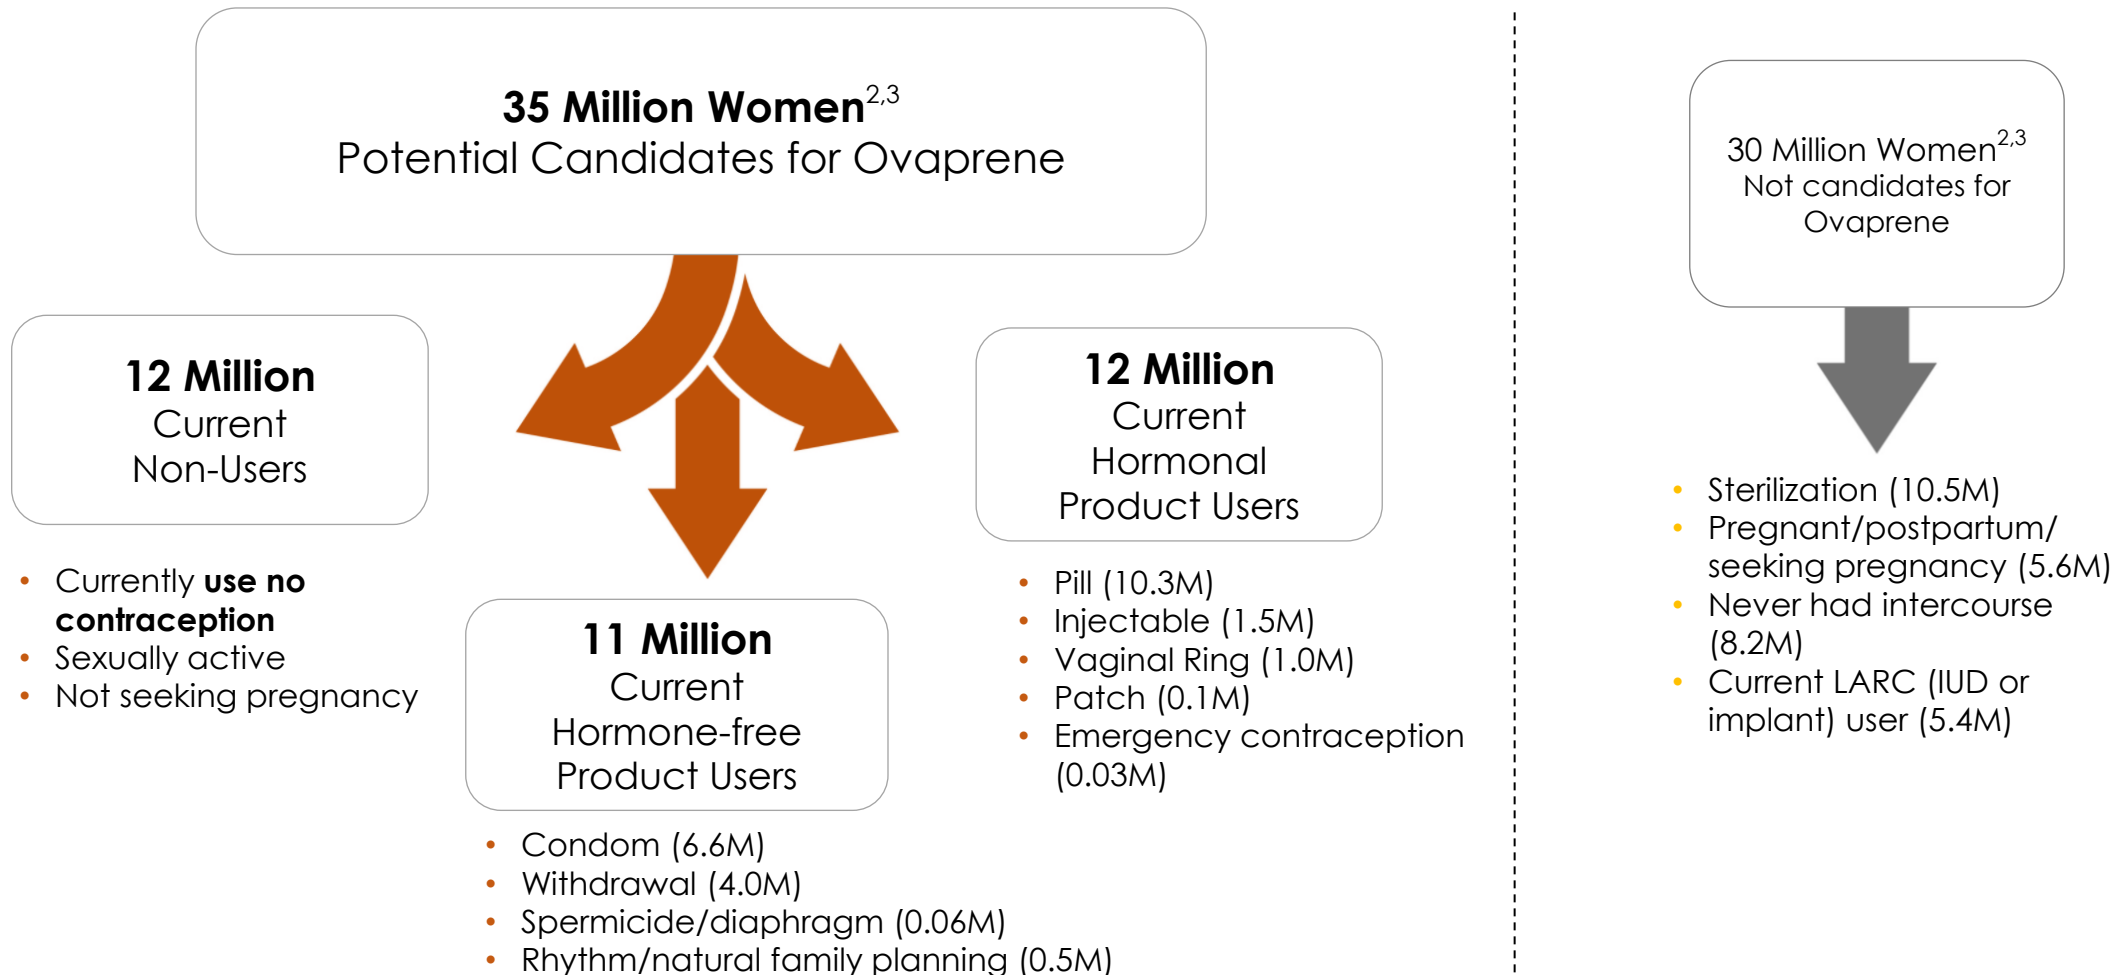 35 Million Women2,3
Potential Candidates for Ovaprene
12 Million
Current
Non-Users
• Currently use no
contraception
• Sexually active
• Not seeking pregnancy
11 Million
Current
Hormone-free
Product Users
• Condom (6.6M)
• Withdrawal (4.0M)
• Spermicide/diaphragm (0.06M)
• Rhythm/natural family planning (0.5M)
12 Million
Current
Hormonal
Product Users
• Pill (10.3M)
• Injectable (1.5M)
• Vaginal Ring (1.0M)
• Patch (0.1M)
• Emergency contraception
(0.03M)
30 Million Women2,3
Not candidates for
Ovaprene
• Sterilization (10.5M)
• Pregnant/postpartum/
seeking pregnancy (5.6M)
• Never had intercourse
(8.2M)
• Current LARC (IUD or
implant) user (5.4M)